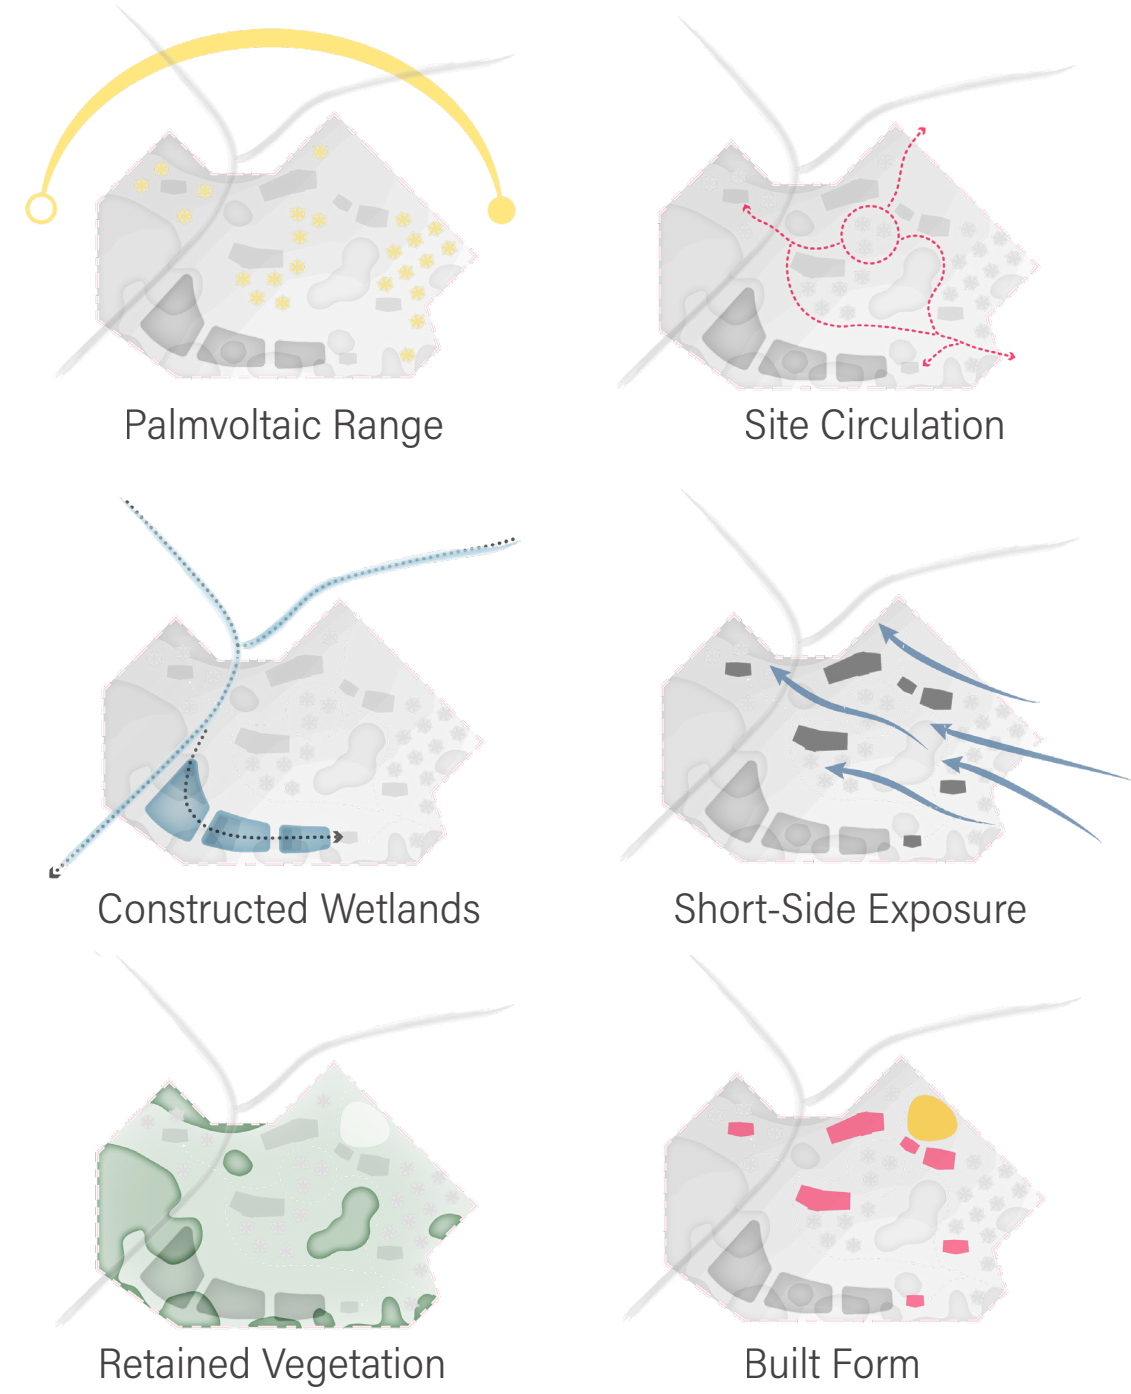 Palmvoltaic Range
Site Circulation
Constructed Wetlands
Short-Side Exposure
Retained Vegetation
Built Form